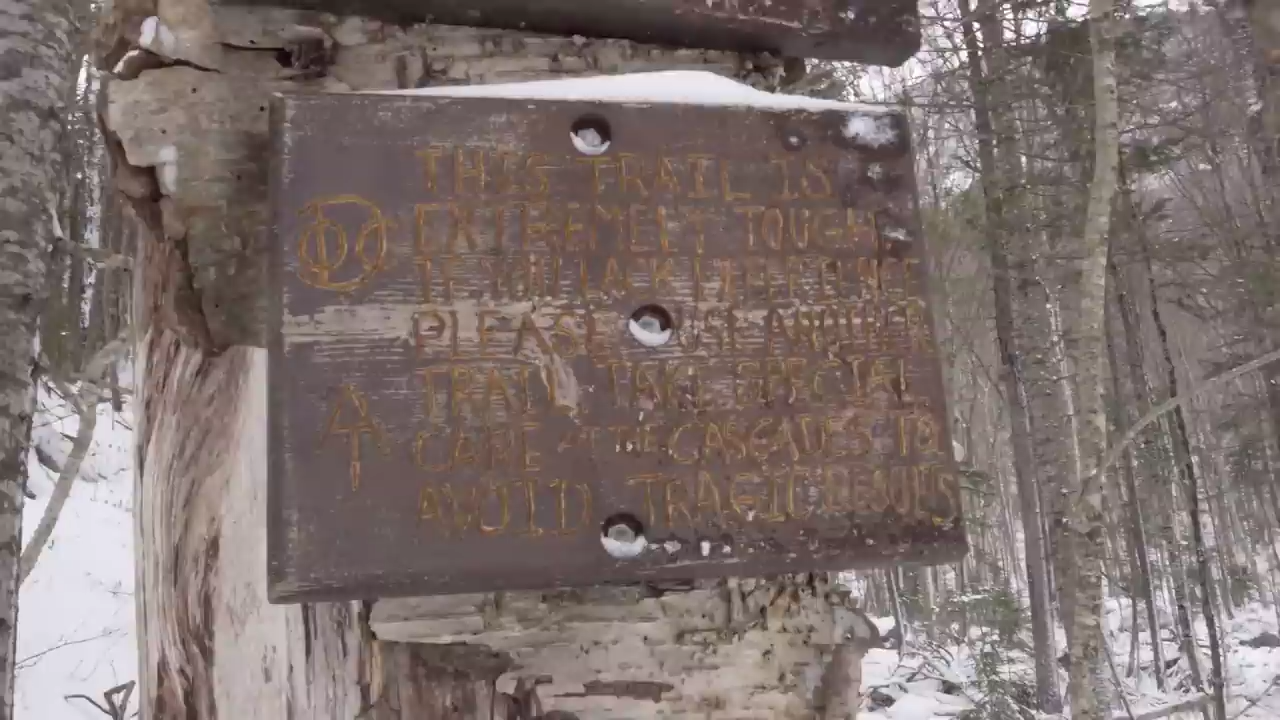 THIS TRAIL IS
EXTREMELY TOUGH
IF YOU LACK EXPERIENCE
PLEASE USE ANOTHER
TRAIL TAKE SPECIAL
CARE AT THE CASCADES TO
AVOID TRAGIC RESULTS